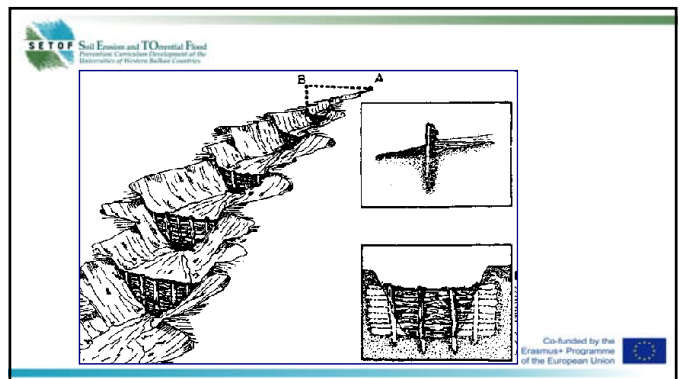 SETOF
Soil Erosion and TOrrential Flood
Prevention: Curriculum Development at the
Universities of Western Balkan Countries
B
A
Co-funded by the
Erasmus+ Programme
of the European Union